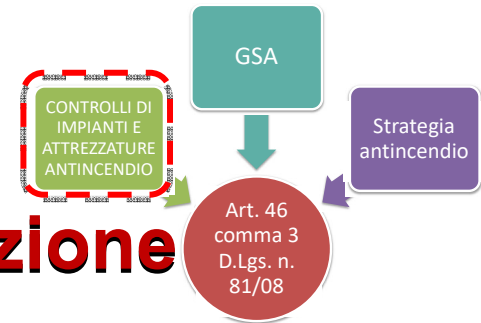 GSA
CONTROLLI DI
IMPIANTI E
ATTREZZATURE
ANTINCENDIO
Strategia
antincendio
zione
Art. 46
comma 3
D.Lgs. n.
81/08